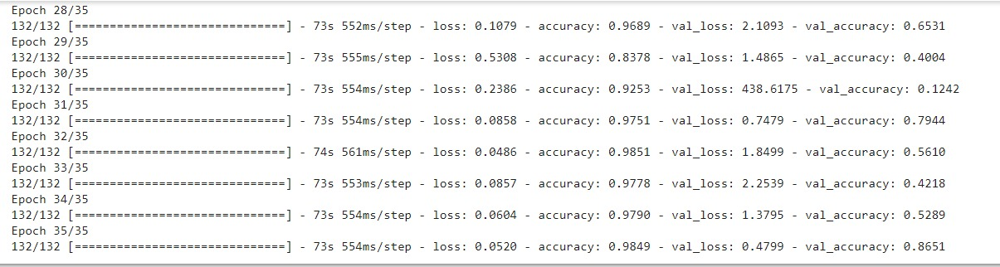 Epoch 28/35
132/132 [==============================] - 73s 552ms/step - loss: 0.1079 - accuracy: 0.9689 - val_loss: 2.1093 - val_accuracy: 0.6531
Epoch 29/35
132/132 [==============================] - 73s 555ms/step - loss: 0.5308 - accuracy: 0.8378 - val_loss: 1.4865 - val_accuracy: 0.4004
Epoch 30/35
132/132 [==============================] - 73s 554ms/step - loss: 0.2386 - accuracy: 0.9253 - val_loss: 438.6175 - val_accuracy: 0.1242
Epoch 31/35
132/132 [==============================] - 73s 554ms/step - loss: 0.0858 - accuracy: 0.9751 - val_loss: 0.7479 - val_accuracy: 0.7944
Epoch 32/35
132/132 [==============================] - 74s 561ms/step - loss: 0.0486 - accuracy: 0.9851 - val_loss: 1.8499 - val_accuracy: 0.5610
Epoch 33/35
132/132 [==============================] - 73s 553ms/step - loss: 0.0857 - accuracy: 0.9778 - val_loss: 2.2539 - val_accuracy: 0.4218
Epoch 34/35
132/132 [==============================] - 73s 554ms/step - loss: 0.0604 - accuracy: 0.9790 - val_loss: 1.3795 - val_accuracy: 0.5289
Epoch 35/35
132/132 [==============================] - 73s 554ms/step - loss: 0.0520 - accuracy: 0.9849 - val_loss: 0.4799 - val_accuracy: 0.8651